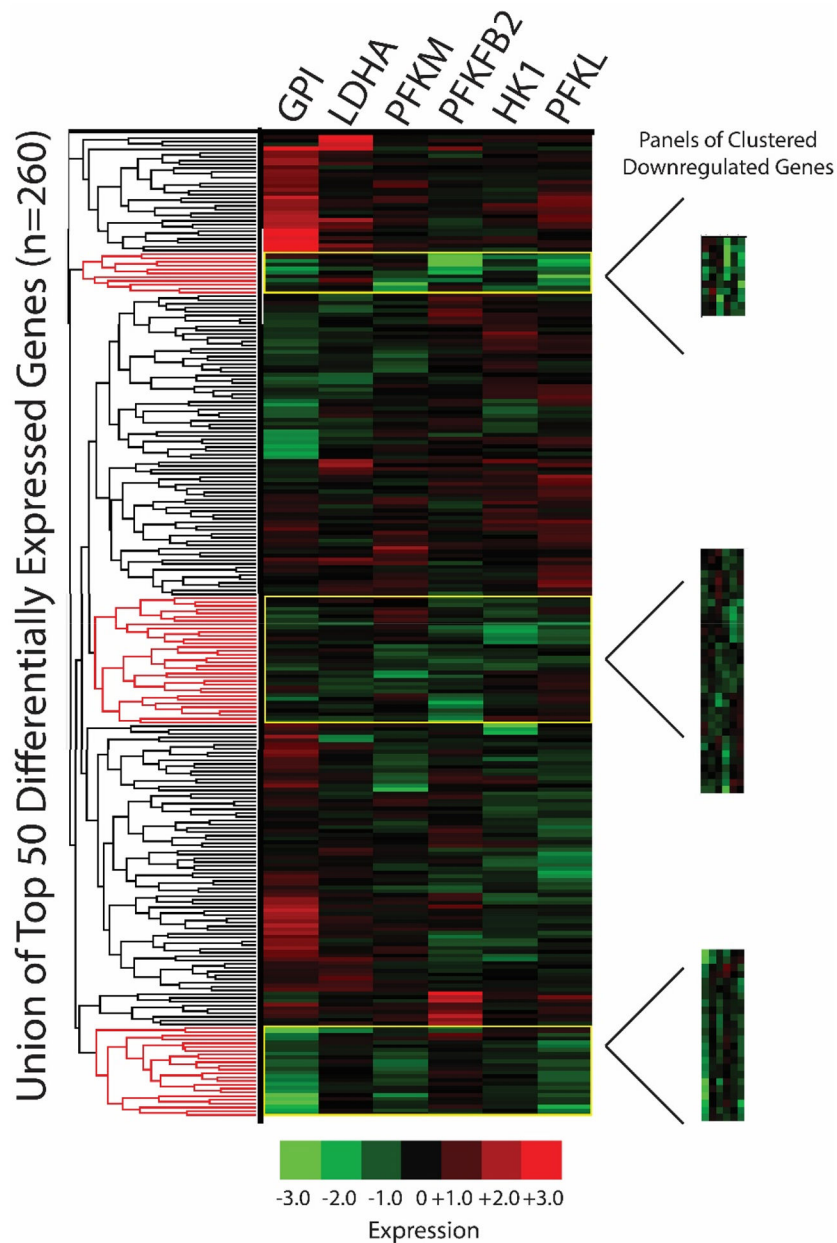 GPI
LDHA
PFKM
PFKFB2
HK1
PFKL
Panels of Clustered
Downregulated Genes
Union of Top 50 Differentially Expressed Genes (n=260)
-3.0 -2.0 -1.0 0 +1.0 +2.0 +3.0
Expression